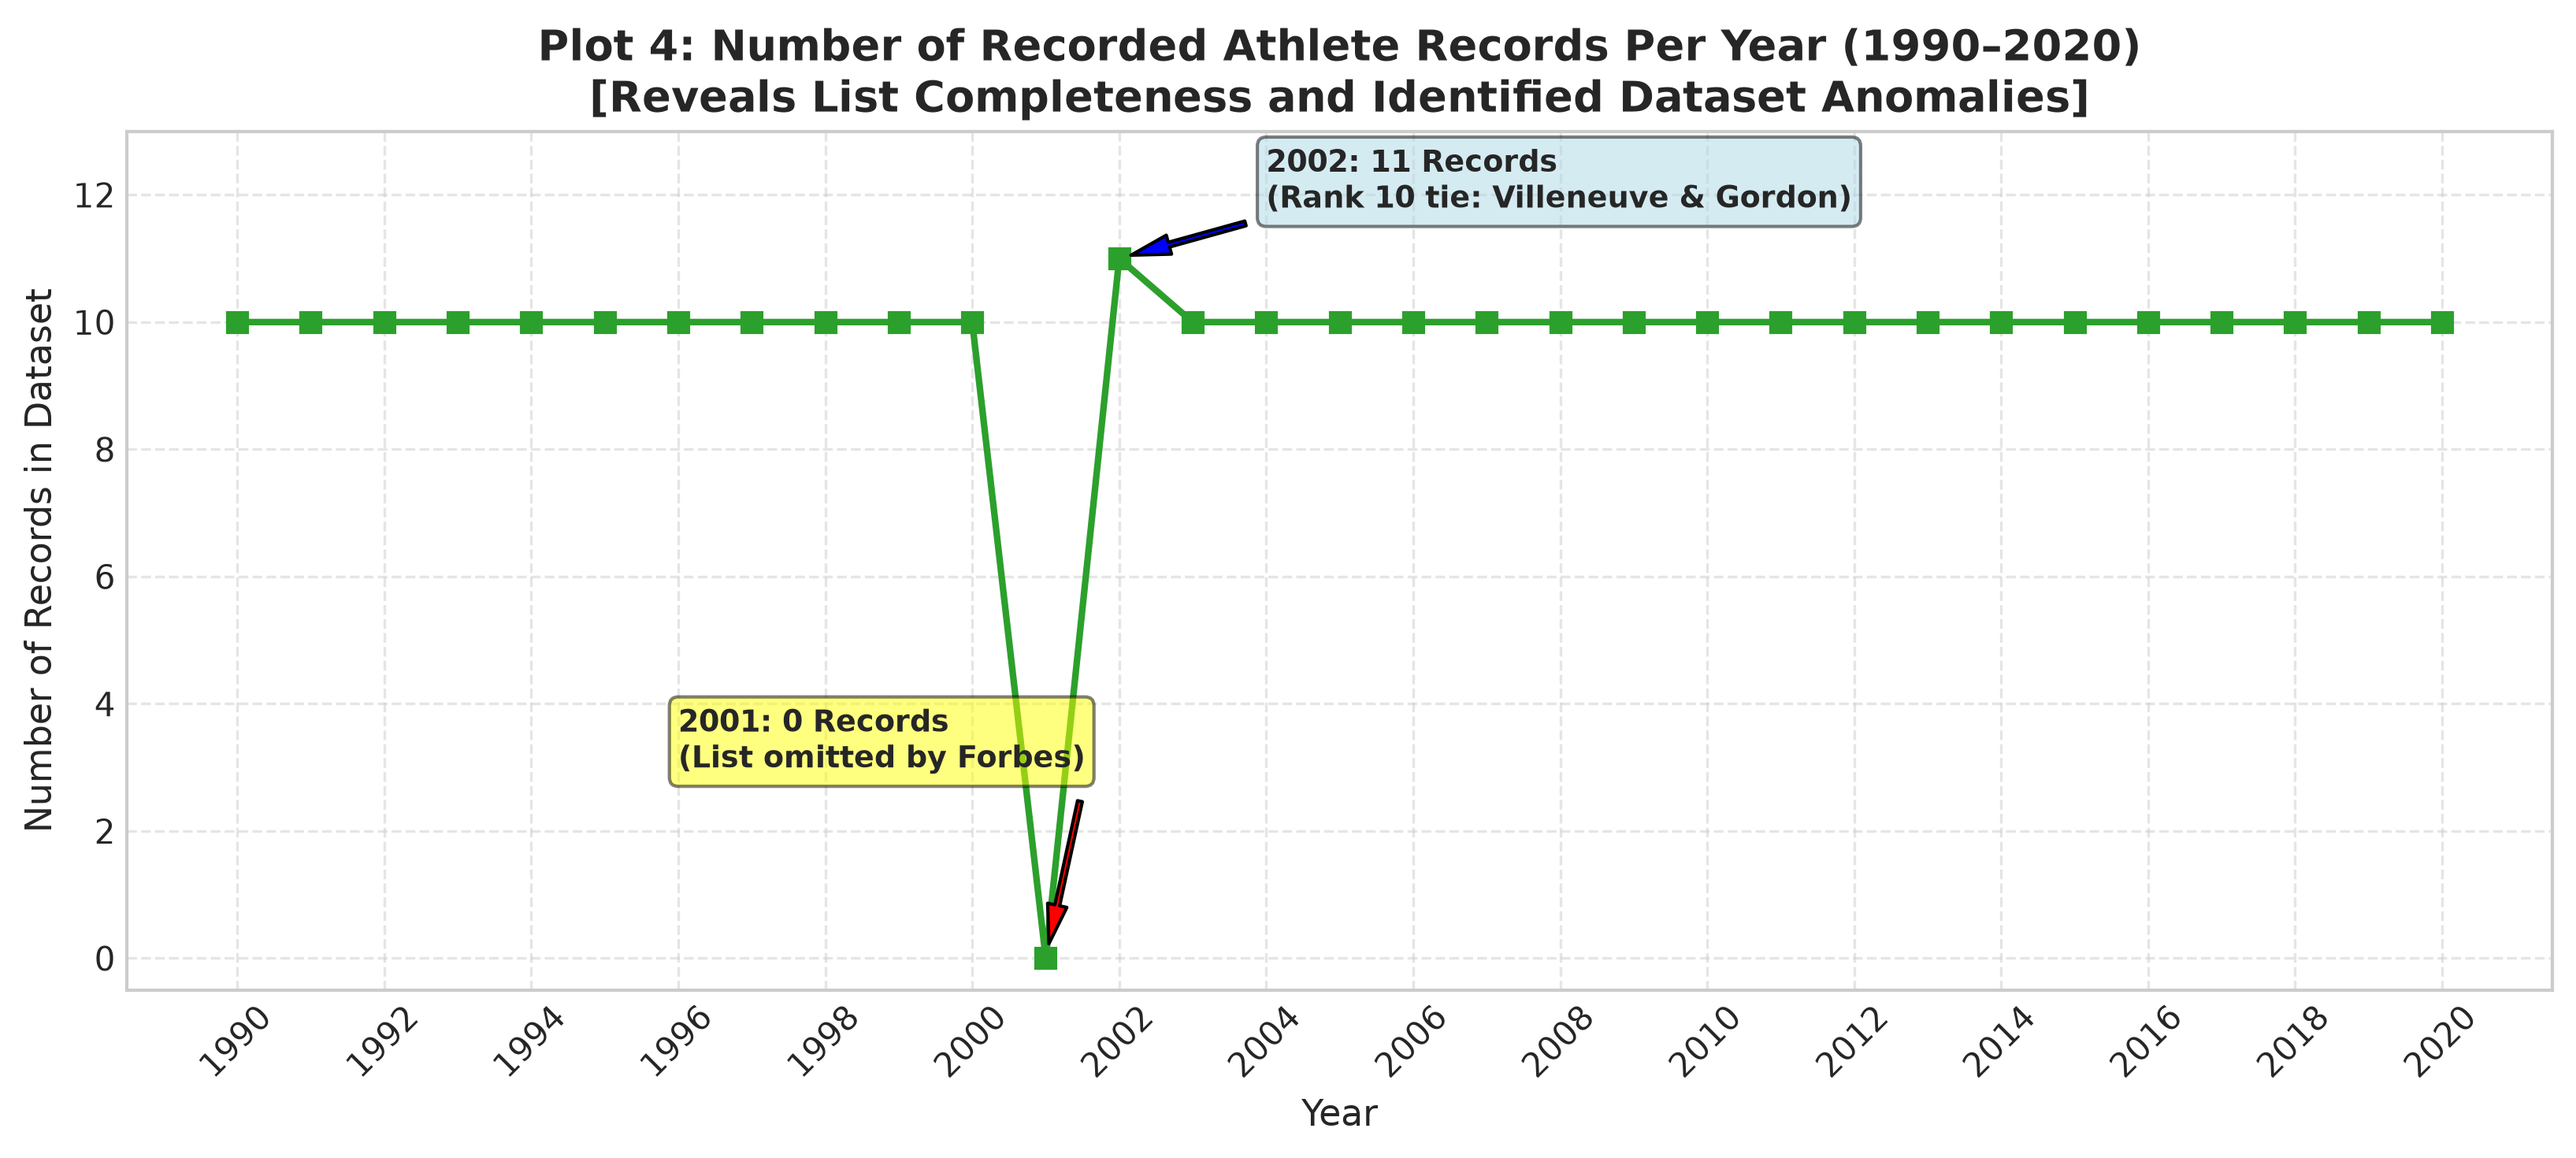 Plot 4: Number of Recorded Athlete Records Per Year (1990–2020)
[Reveals List Completeness and Identified Dataset Anomalies]
2002: 11 Records
(Rank 10 tie: Villeneuve & Gordon)
2001: 0 Records
(List omitted by Forbes)
Number of Records in Dataset
12
10
8
6
4
2
0
1990
1992
1994
1996
1998
2000
2002
2004
2006
2008
2010
2012
2014
2016
2018
2020
Year